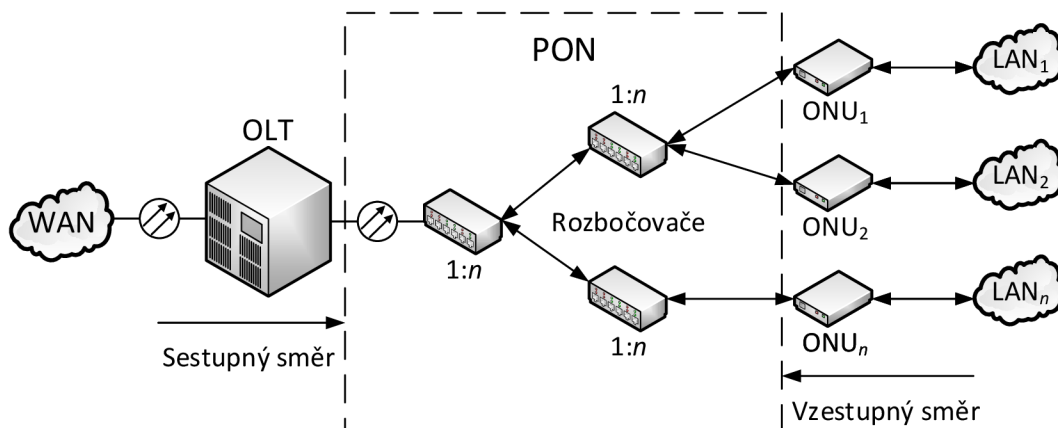 PON
LAN₁
1:n
ONU₁
OLT
WAN
LAN₂
Rozbočovače
ONU₂
1:n
LANₙ
Sestupný směr
1:n
ONUₙ
Vzestupný směr